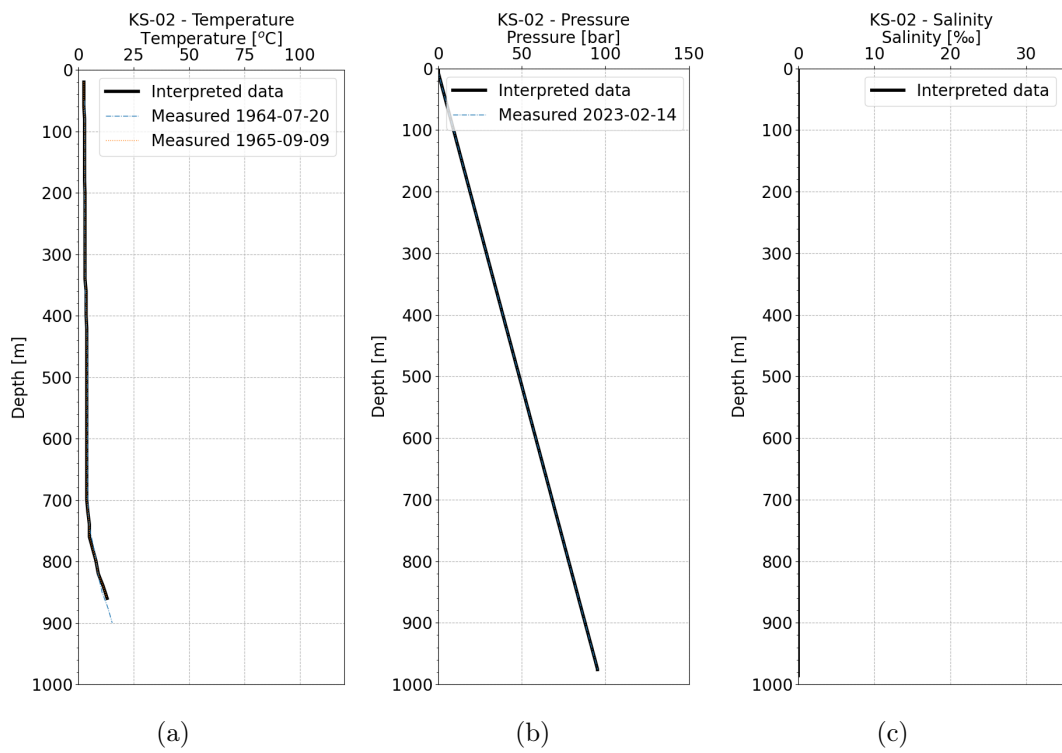 KS-02 - Temperature
Temperature [°C]
0 25 50 75 100
0
100
200
300
400
500
600
700
800
900
1000
Depth [m]
Interpreted data
Measured 1964-07-20
Measured 1965-09-09
(a)
KS-02 - Pressure
Pressure [bar]
0 50 100 150
0
100
200
300
400
500
600
700
800
900
1000
Depth [m]
Interpreted data
Measured 2023-02-14
(b)
KS-02 - Salinity
Salinity [‰]
0 10 20 30
0
100
200
300
400
500
600
700
800
900
1000
Depth [m]
Interpreted data
(c)